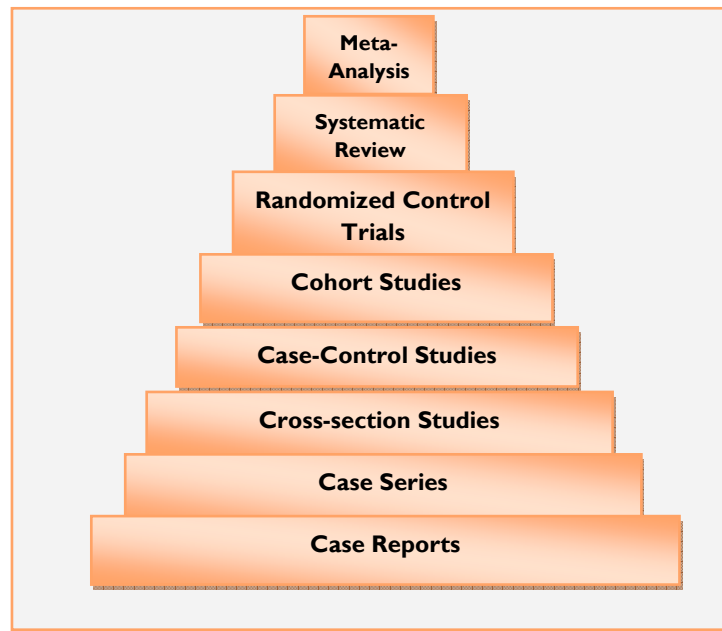 Meta-
Analysis
Systematic
Review
Randomized Control
Trials
Cohort Studies
Case-Control Studies
Cross-section Studies
Case Series
Case Reports